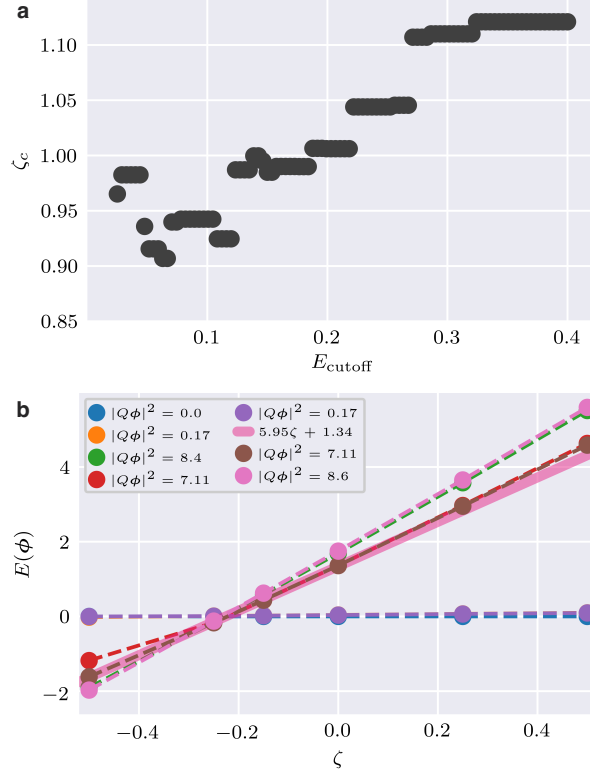 a
1.10
1.05
1.00
0.95
0.90
0.85
ζc
0.1 0.2 0.3 0.4
E_cutoff
b
|Qϕ|² = 0.0
|Qϕ|² = 0.17
|Qϕ|² = 8.4
|Qϕ|² = 7.11
|Qϕ|² = 0.17
5.95ζ + 1.34
|Qϕ|² = 7.11
|Qϕ|² = 8.6
4
2
0
−2
E(ϕ)
−0.4 −0.2 0.0 0.2 0.4
ζ